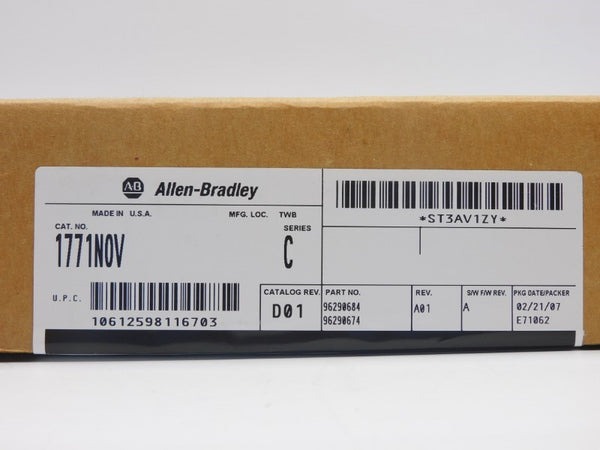 AB Allen-Bradley
*ST3AV1ZY*
MADE IN U.S.A. MFG. LOC. TWB
CAT. NO. SERIES
1771NOV C
U.P.C.
10612598116703
CATALOG REV. PART NO. REV. S/W F/W REV. PKG DATE/PACKER
D01 96290684 A01 A 02/21/07
96290674 E71062